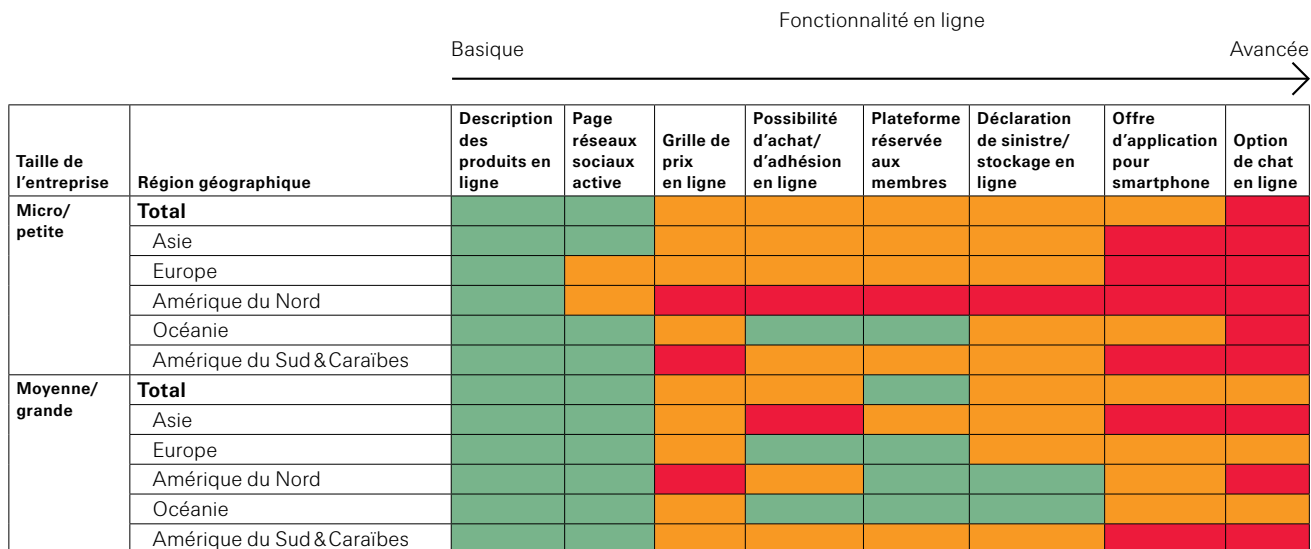 Fonctionnalité en ligne
Basique Avancée
Taille de l'entreprise Région géographique Description des produits en ligne Page réseaux sociaux active Grille de prix en ligne Possibilité d'achat/ d'adhésion en ligne Plateforme réservée aux membres Déclaration de sinistre/ stockage en ligne Offre d'application pour smartphone Option de chat en ligne
Micro/ petite Total
Asie
Europe
Amérique du Nord
Océanie
Amérique du Sud & Caraïbes
Moyenne/ grande Total
Asie
Europe
Amérique du Nord
Océanie
Amérique du Sud & Caraïbes